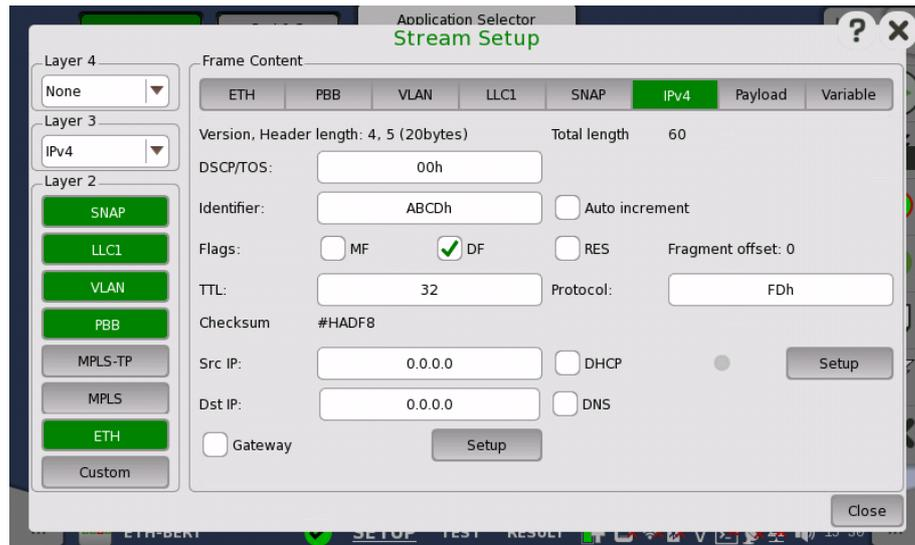 Application Selector
Stream Setup
? X
Layer 4
Frame Content
None
ETH PBB VLAN LLC1 SNAP IPv4 Payload Variable
Layer 3
IPv4
Version, Header length: 4, 5 (20bytes) Total length 60
DSCP/TOS: 00h
Layer 2
SNAP
LLC1
VLAN
PBB
MPLS-TP
MPLS
ETH
Custom
Identifier: ABCDh Auto increment
Flags: MF DF RES Fragment offset: 0
TTL: 32 Protocol: FDh
Checksum #HADF8
Src IP: 0.0.0.0 DHCP Setup
Dst IP: 0.0.0.0 DNS
Gateway Setup
Close
ETH-BERT SETUP TEST RESULT